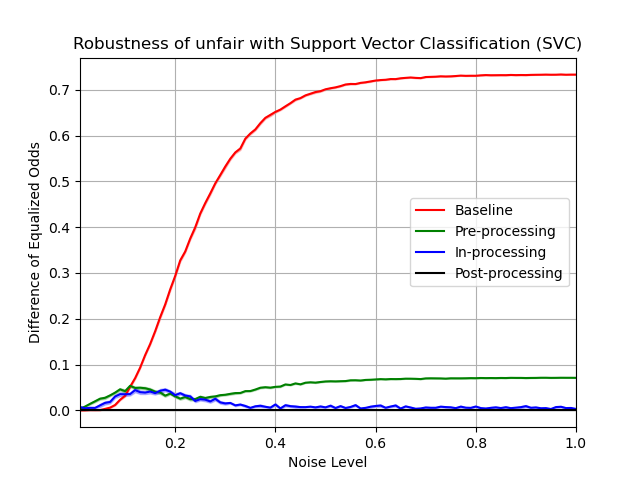 Robustness of unfair with Support Vector Classification (SVC)
Difference of Equalized Odds
0.7
0.6
0.5
0.4
0.3
0.2
0.1
0.0
Baseline
Pre-processing
In-processing
Post-processing
0.2 0.4 0.6 0.8 1.0
Noise Level